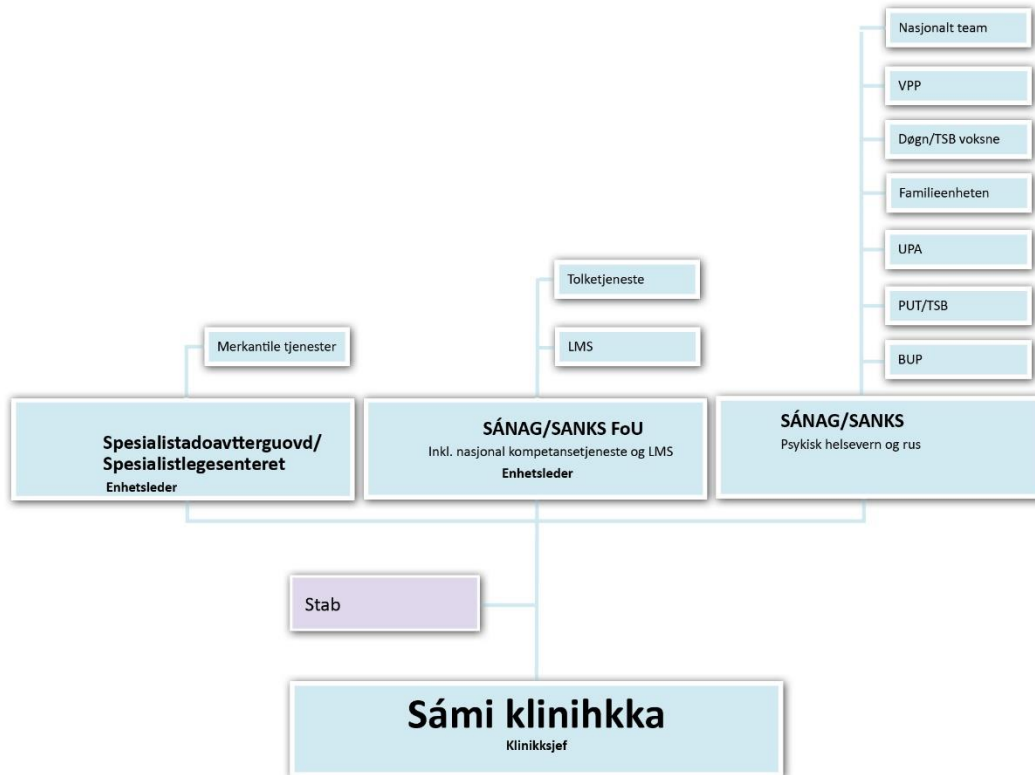 Nasjonalt team
VPP
Døgn/TSB voksne
Familieenheten
UPA
PUT/TSB
BUP
Tolketjeneste
LMS
Merkantile tjenester
Spesialistadoavtterguovd/
Spesialistlegesenteret
Enhetsleder
SÁNAG/SANKS FoU
Inkl. nasjonal kompetansetjeneste og LMS
Enhetsleder
SÁNAG/SANKS
Psykisk helsevern og rus
Stab
Sámi klinihkka
Klinikksjef